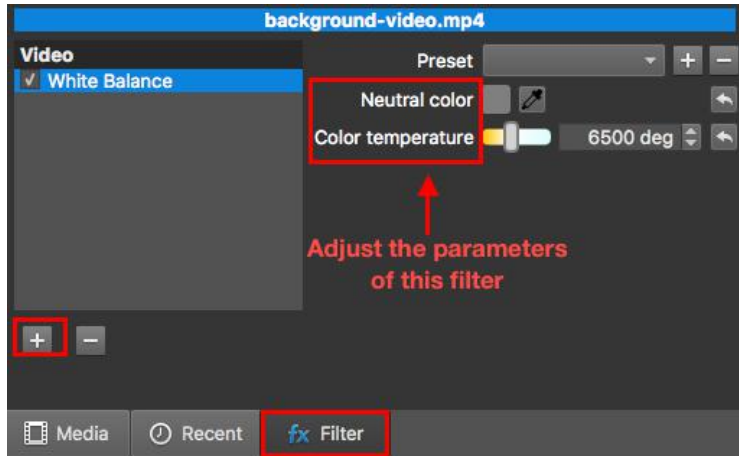 background-video.mp4
Video
White Balance
Preset
Neutral color
Color temperature
6500 deg
Adjust the parameters
of this filter
Media
Recent
fx Filter